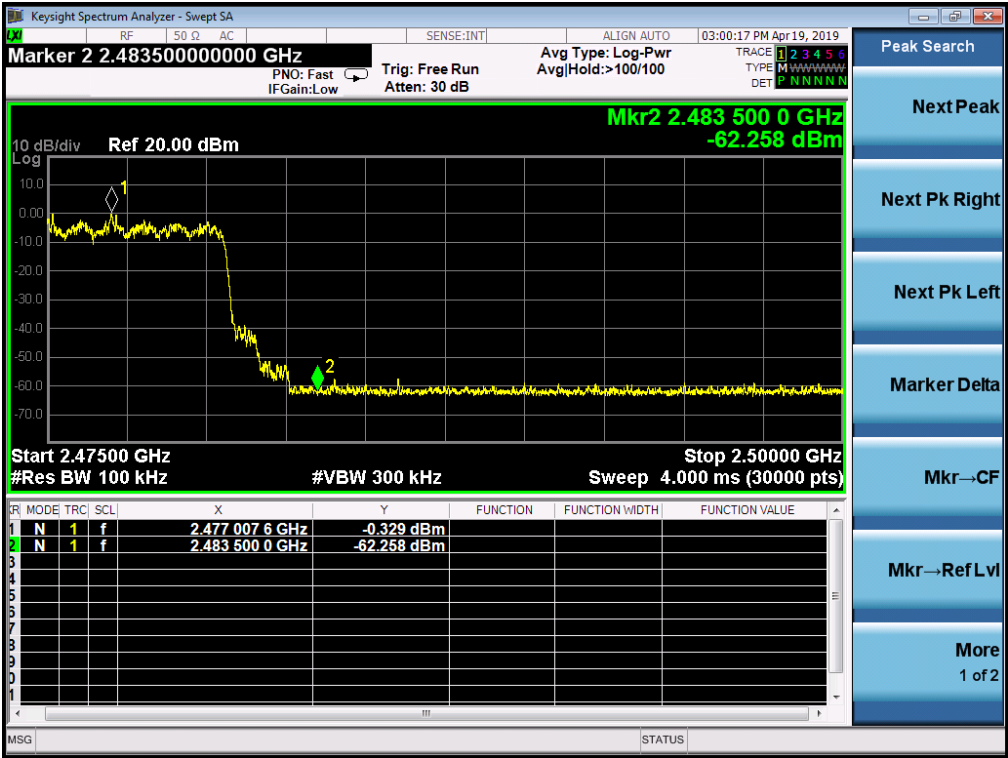 Keysight Spectrum Analyzer - Swept SA
LXI RF 50 Ω AC SENSE:INT ALIGN AUTO 03:00:17 PM Apr 19, 2019
Marker 2 2.483500000000 GHz
PNO: Fast
IFGain:Low
Trig: Free Run
Atten: 30 dB
Avg Type: Log-Pwr
Avg|Hold:>100/100
TRACE 1 2 3 4 5 6
TYPE M WWWWW
DET P N N N N N
Mkr2 2.483 500 0 GHz
-62.258 dBm
10 dB/div Ref 20.00 dBm
Log
10.0
0.00
-10.0
-20.0
-30.0
-40.0
-50.0
-60.0
-70.0
1
2
Start 2.47500 GHz Stop 2.50000 GHz
#Res BW 100 kHz #VBW 300 kHz Sweep 4.000 ms (30000 pts)
MODE TRC SCL X Y FUNCTION FUNCTION WIDTH FUNCTION VALUE
1 N 1 f 2.477 007 6 GHz -0.329 dBm
2 N 1 f 2.483 500 0 GHz -62.258 dBm
3
4
5
6
7
8
9
0
1
MSG STATUS
Peak Search
Next Peak
Next Pk Right
Next Pk Left
Marker Delta
Mkr→CF
Mkr→Ref Lvl
More
1 of 2